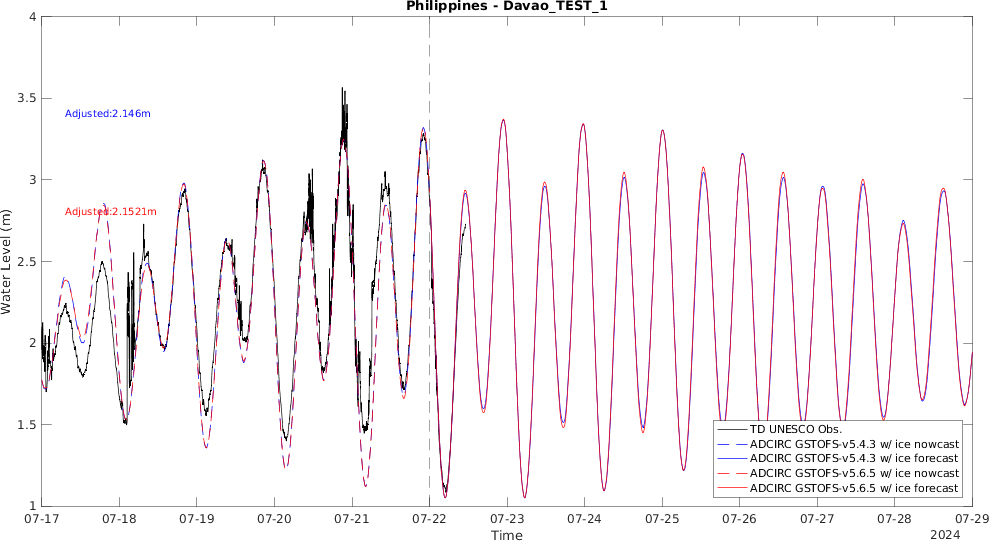 Philippines - Davao_TEST_1
4
3.5
3
2.5
2
1.5
1
Water Level (m)
Adjusted:2.146m
Adjusted:2.1521m
TD UNESCO Obs.
ADCIRC GSTOFS-v5.4.3 w/ ice nowcast
ADCIRC GSTOFS-v5.4.3 w/ ice forecast
ADCIRC GSTOFS-v5.6.5 w/ ice nowcast
ADCIRC GSTOFS-v5.6.5 w/ ice forecast
07-17 07-18 07-19 07-20 07-21 07-22 07-23 07-24 07-25 07-26 07-27 07-28 07-29
Time
2024